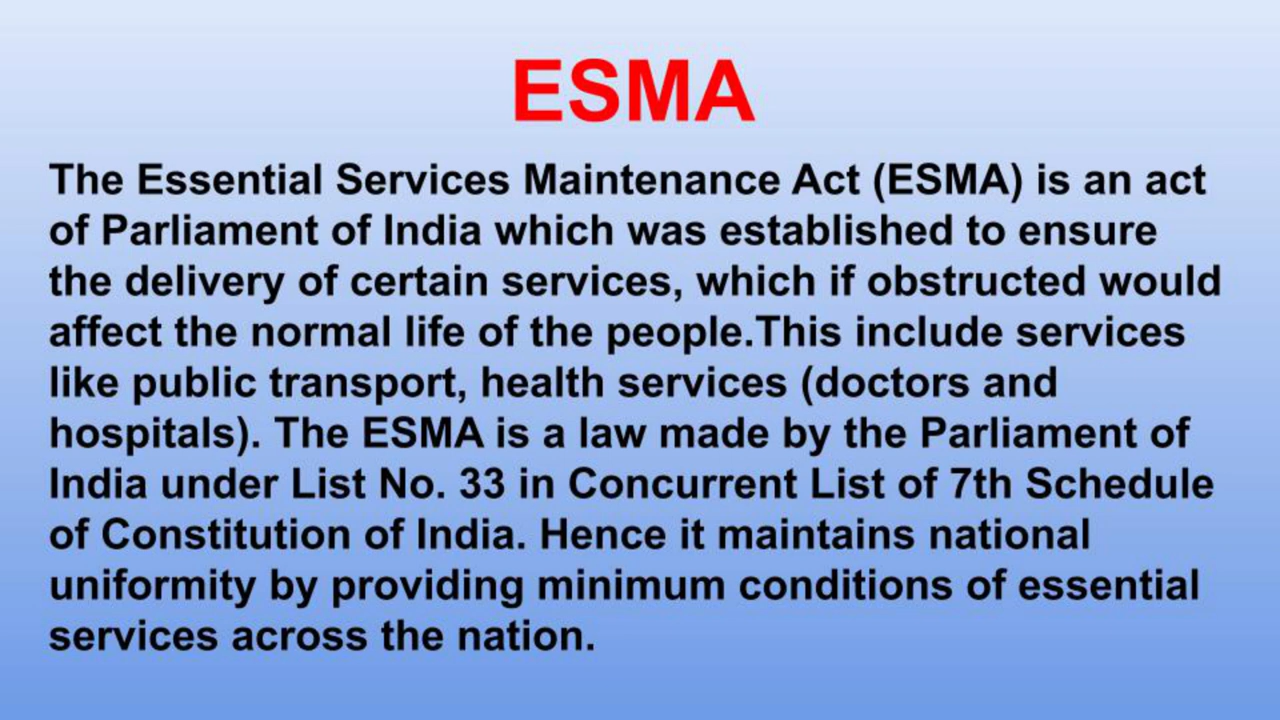 ESMA
The Essential Services Maintenance Act (ESMA) is an act
of Parliament of India which was established to ensure
the delivery of certain services, which if obstructed would
affect the normal life of the people.This include services
like public transport, health services (doctors and
hospitals). The ESMA is a law made by the Parliament of
India under List No. 33 in Concurrent List of 7th Schedule
of Constitution of India. Hence it maintains national
uniformity by providing minimum conditions of essential
services across the nation.